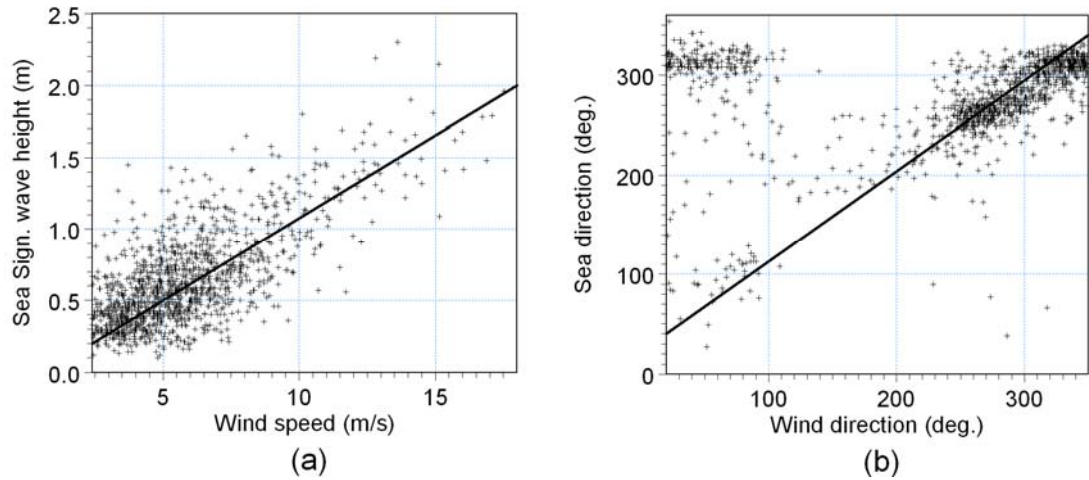 2.5
2.0
1.5
1.0
0.5
0.0
Sea Sign. wave height (m)
5
10
15
Wind speed (m/s)
(a)
300
200
100
0
Sea direction (deg.)
100
200
300
Wind direction (deg.)
(b)